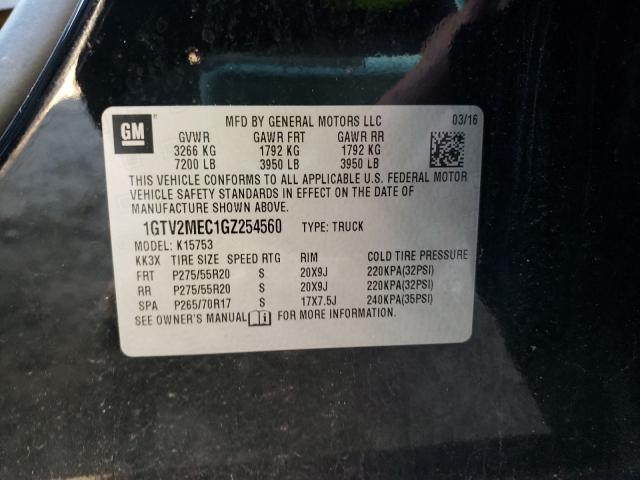 GM MFD BY GENERAL MOTORS LLC 03/16
GVWR GAWR FRT GAWR RR
3266 KG 1792 KG 1792 KG
7200 LB 3950 LB 3950 LB
THIS VEHICLE CONFORMS TO ALL APPLICABLE U.S. FEDERAL MOTOR
VEHICLE SAFETY STANDARDS IN EFFECT ON THE DATE OF
MANUFACTURE SHOWN ABOVE.
1GTV2MEC1GZ254560 TYPE: TRUCK
MODEL: K15753
KK3X TIRE SIZE SPEED RTG RIM COLD TIRE PRESSURE
FRT P275/55R20 S 20X9J 220KPA(32PSI)
RR P275/55R20 S 20X9J 220KPA(32PSI)
SPA P265/70R17 S 17X7.5J 240KPA(35PSI)
SEE OWNER'S MANUAL FOR MORE INFORMATION.